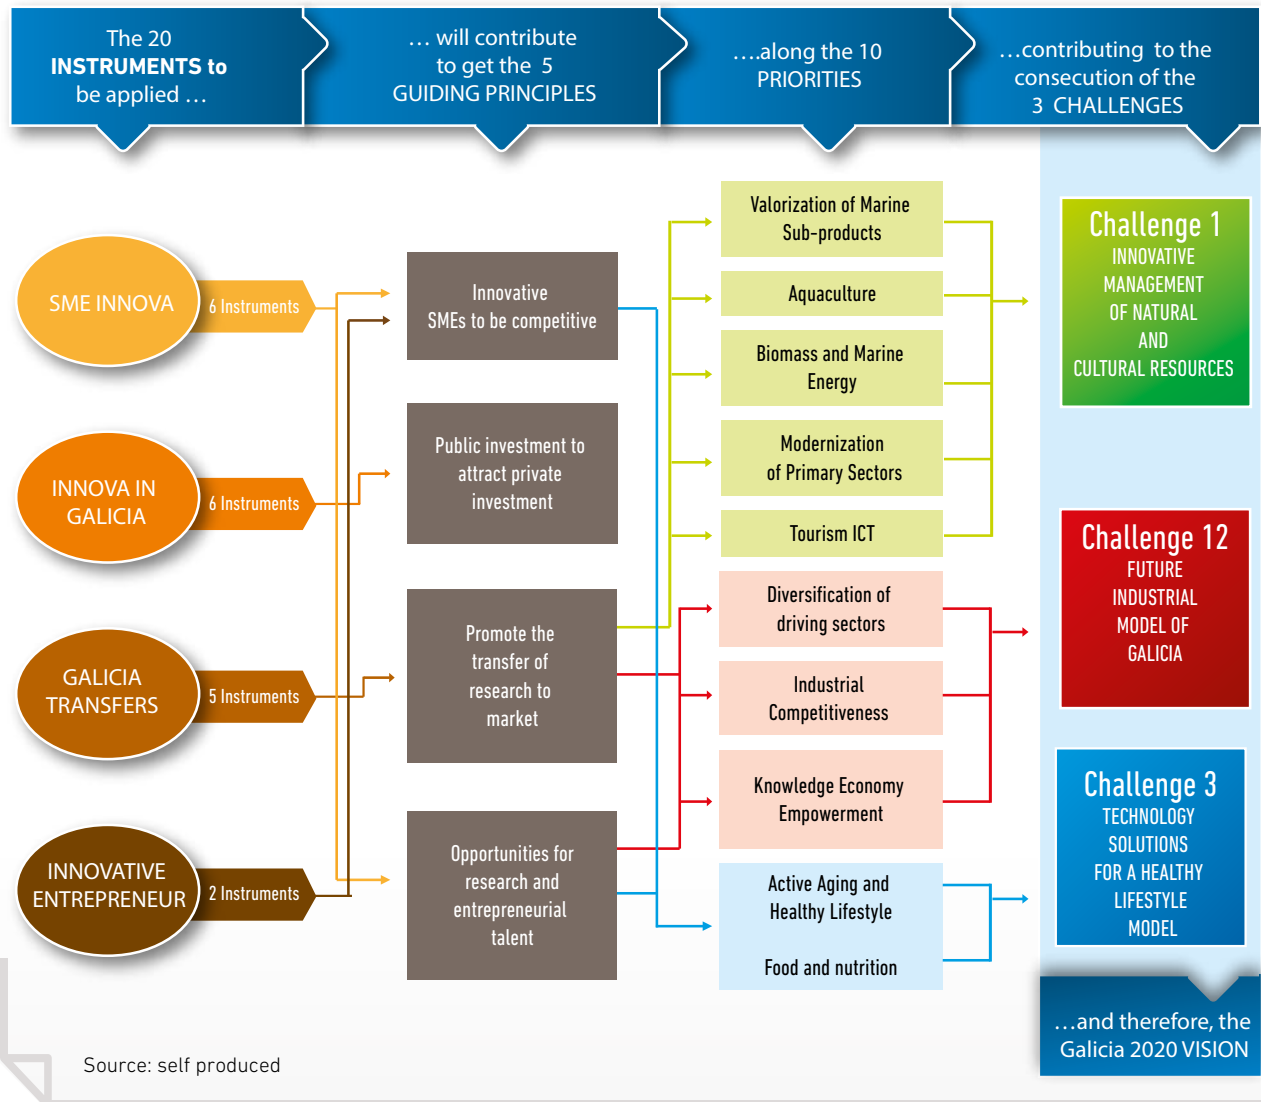 The 20
INSTRUMENTS to
be applied …
… will contribute
to get the 5
GUIDING PRINCIPLES
….along the 10
PRIORITIES
…contributing to the
consecution of the
3 CHALLENGES
SME INNOVA
6 Instruments
INNOVA IN
GALICIA
6 Instruments
GALICIA
TRANSFERS
5 Instruments
INNOVATIVE
ENTREPRENEUR
2 Instruments
Innovative
SMEs to be competitive
Public investment to
attract private
investment
Promote the
transfer of
research to
market
Opportunities for
research and
entrepreneurial
talent
Valorization of Marine
Sub-products
Aquaculture
Biomass and Marine
Energy
Modernization
of Primary Sectors
Tourism ICT
Diversification of
driving sectors
Industrial
Competitiveness
Knowledge Economy
Empowerment
Active Aging and
Healthy Lifestyle
Food and nutrition
Challenge 1
INNOVATIVE
MANAGEMENT
OF NATURAL
AND
CULTURAL RESOURCES
Challenge 12
FUTURE
INDUSTRIAL
MODEL OF
GALICIA
Challenge 3
TECHNOLOGY
SOLUTIONS
FOR A HEALTHY
LIFESTYLE
MODEL
…and therefore, the
Galicia 2020 VISION
Source: self produced